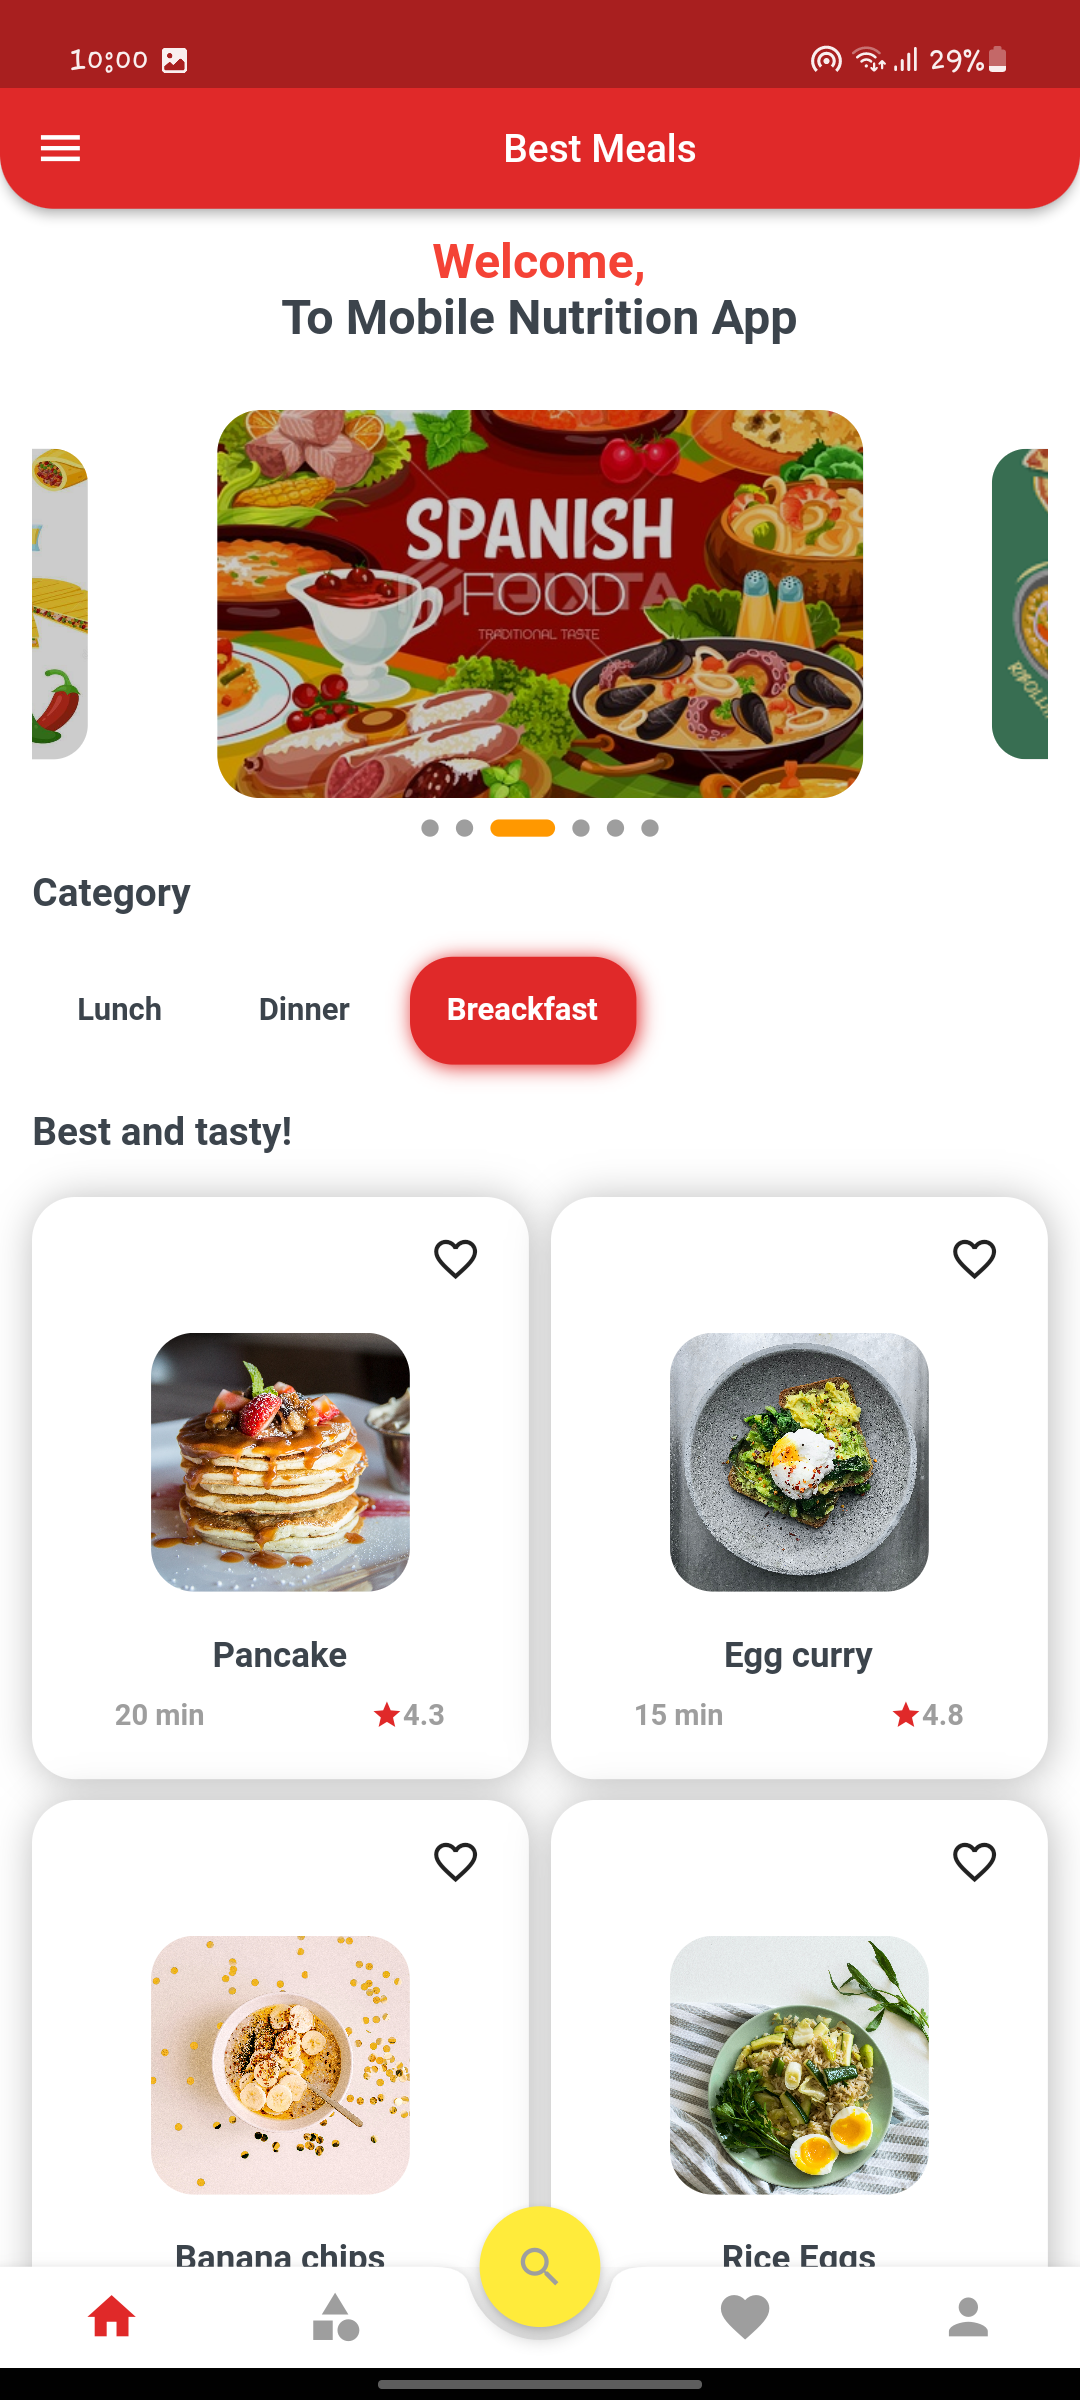 10:00 29%
Best Meals
Welcome,
To Mobile Nutrition App
SPANISH
FOOD
TRADITIONAL TASTE
Category
Lunch Dinner Breackfast
Best and tasty!
Pancake Egg curry
20 min 4.3 15 min 4.8
Banana chips Rice Eggs